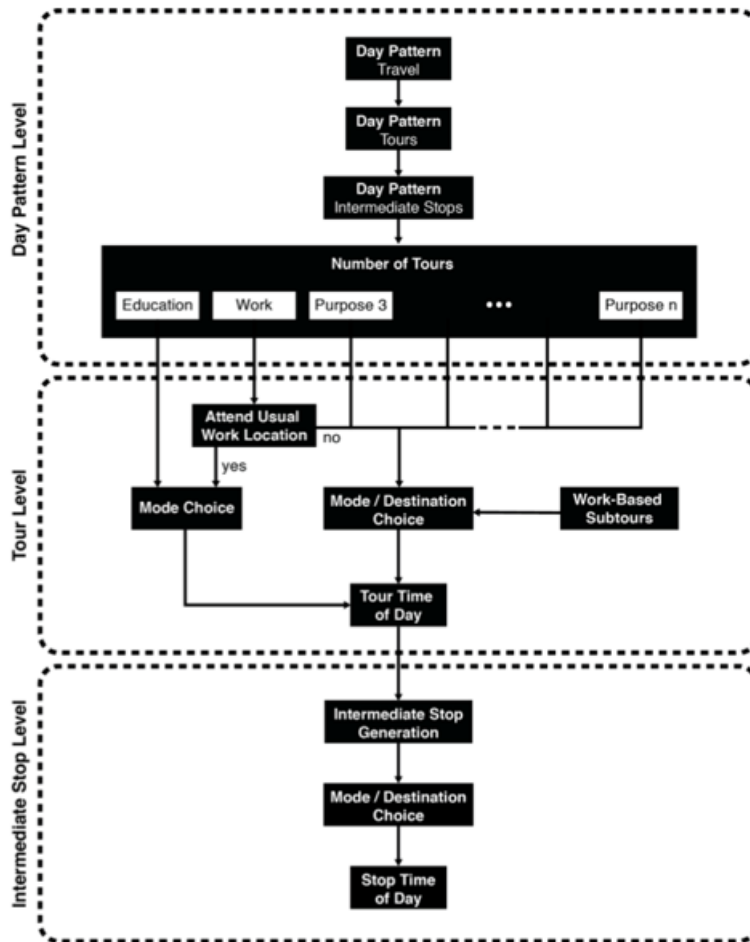 Day Pattern Level
Day Pattern
Travel
Day Pattern
Tours
Day Pattern
Intermediate Stops
Number of Tours
Education
Work
Purpose 3
•••
Purpose n
Tour Level
Attend Usual
Work Location
no
yes
Mode Choice
Mode / Destination
Choice
Work-Based
Subtours
Tour Time
of Day
Intermediate Stop Level
Intermediate Stop
Generation
Mode / Destination
Choice
Stop Time
of Day